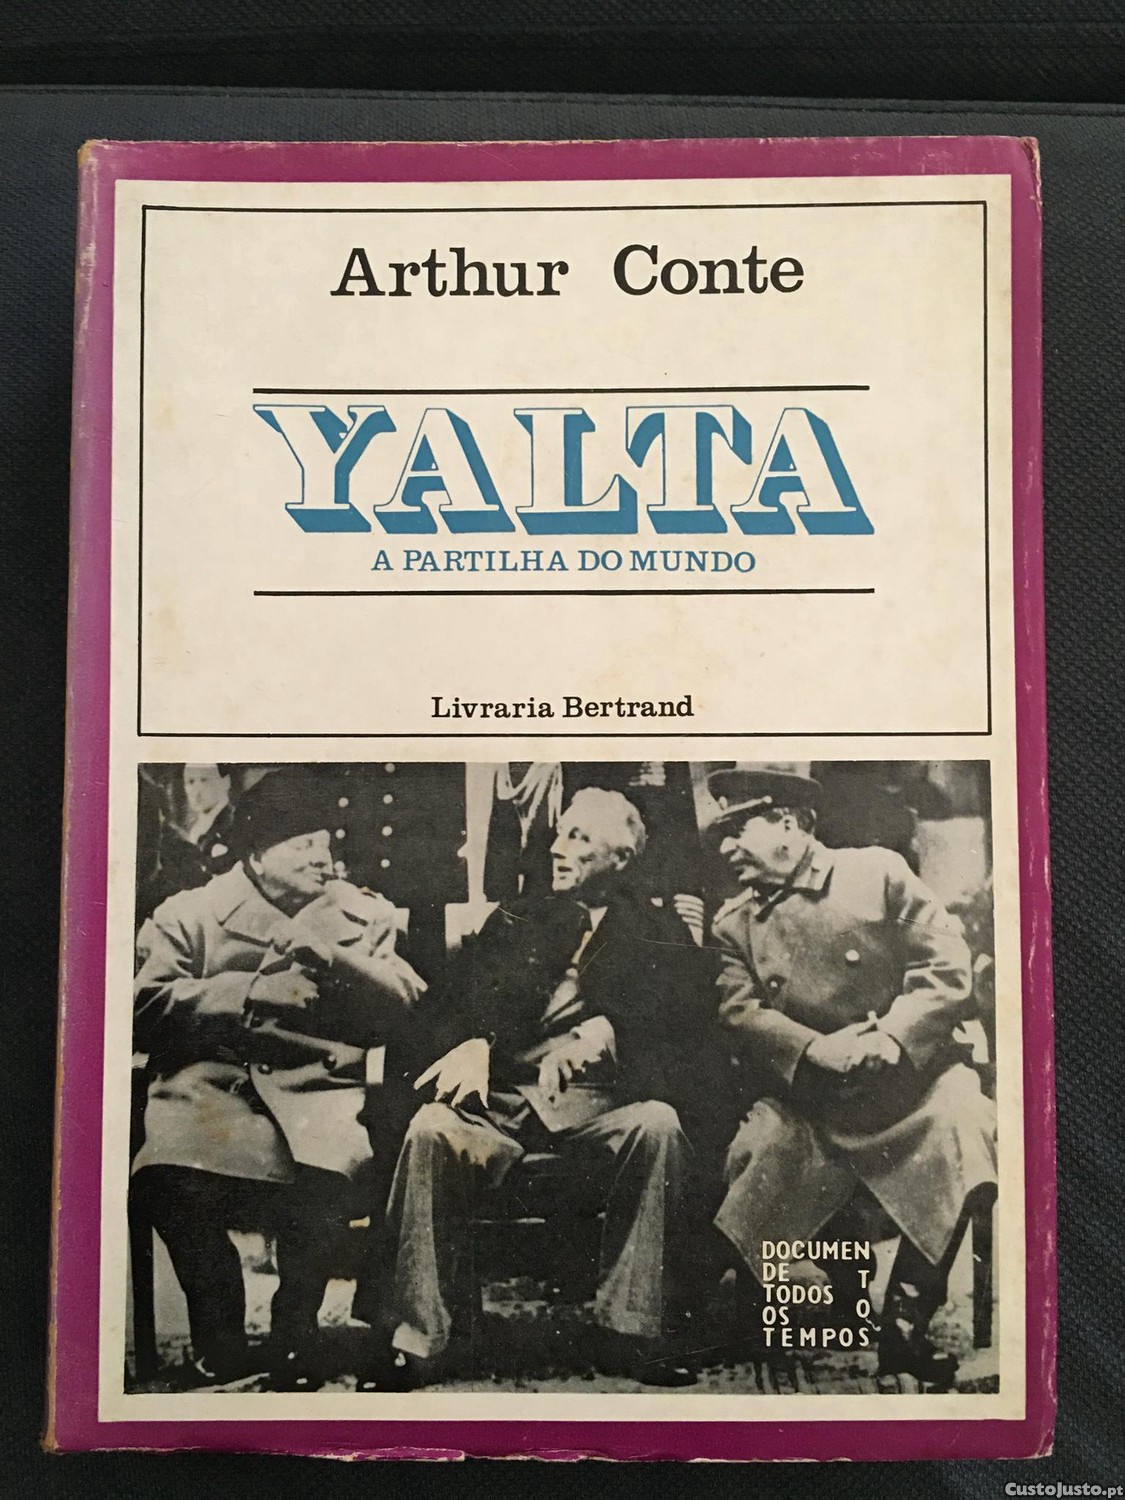 Arthur Conte
YALTA
A PARTILHA DO MUNDO
Livraria Bertrand
DOCUMEN
DE T
TODOS O
OS
TEMPOS
CustoJusto.pt